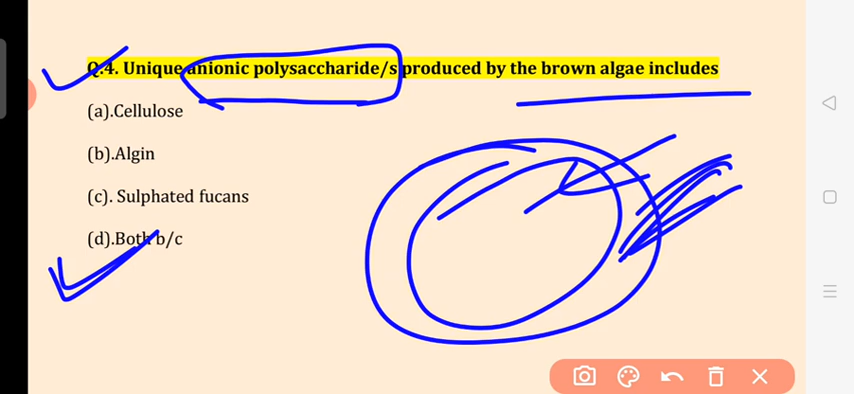 Q.4. Unique anionic polysaccharide/s produced by the brown algae includes
(a).Cellulose
(b).Algin
(c). Sulphated fucans
(d).Both b/c